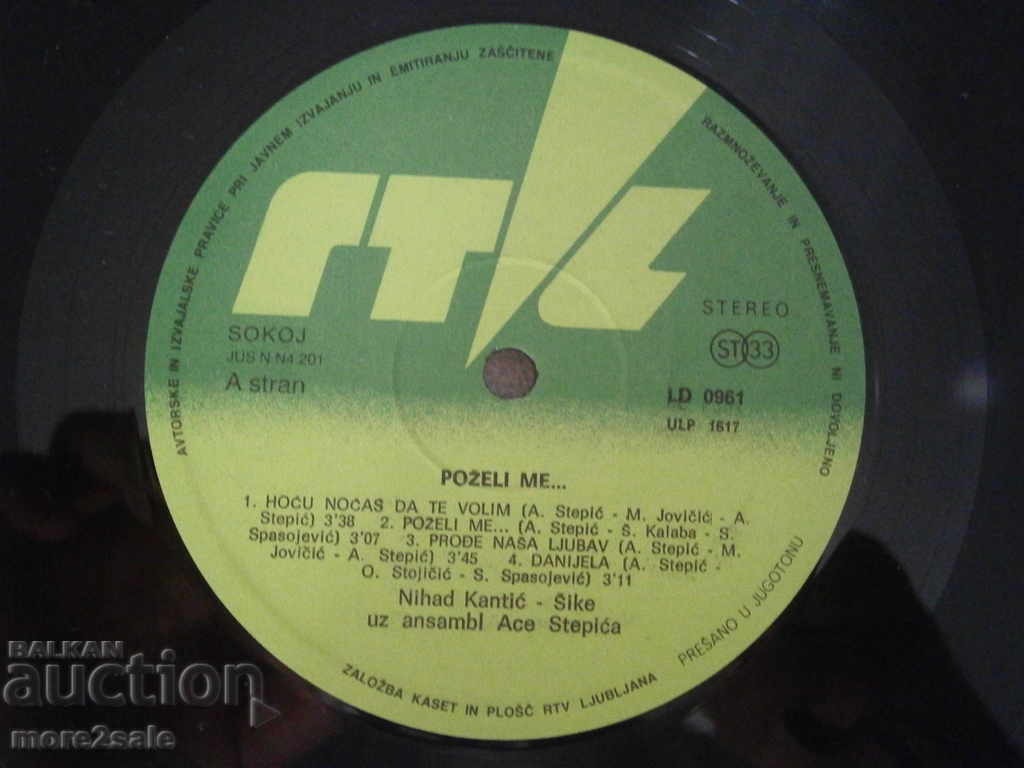 AVTORSKE IN IZVAJALSKE PRAVICE PRI JAVNEM IZVAJANJU IN EMITIRANJU ZAŠČITENE
RAZMNOŽEVANJE IN PRESNEMAVANJE NI DOVOLJENO
RTVL
SOKOJ
JUS N N4 201
A stran
STEREO
ST 33
LD 0961
ULP 1617
POŽELI ME...
1. HOĆU NOĆAS DA TE VOLIM (A. Stepić - M. Jovičić - A.
Stepić) 3'38 2. POŽELI ME... (A. Stepić - Š. Kalaba - S.
Spasojević) 3'07 3. PROĐE NAŠA LJUBAV (A. Stepić - M.
Jovičić - A. Stepić) 3'45 4. DANIJELA (A. Stepić -
O. Stojičić - S. Spasojević) 3'11
Nihad Kantić - Šike
uz ansambl Ace Stepića
ZALOŽBA KASET IN PLOŠČ RTV LJUBLJANA
PREŠANO U JUGOTONU
BALKAN
auction
more2sale